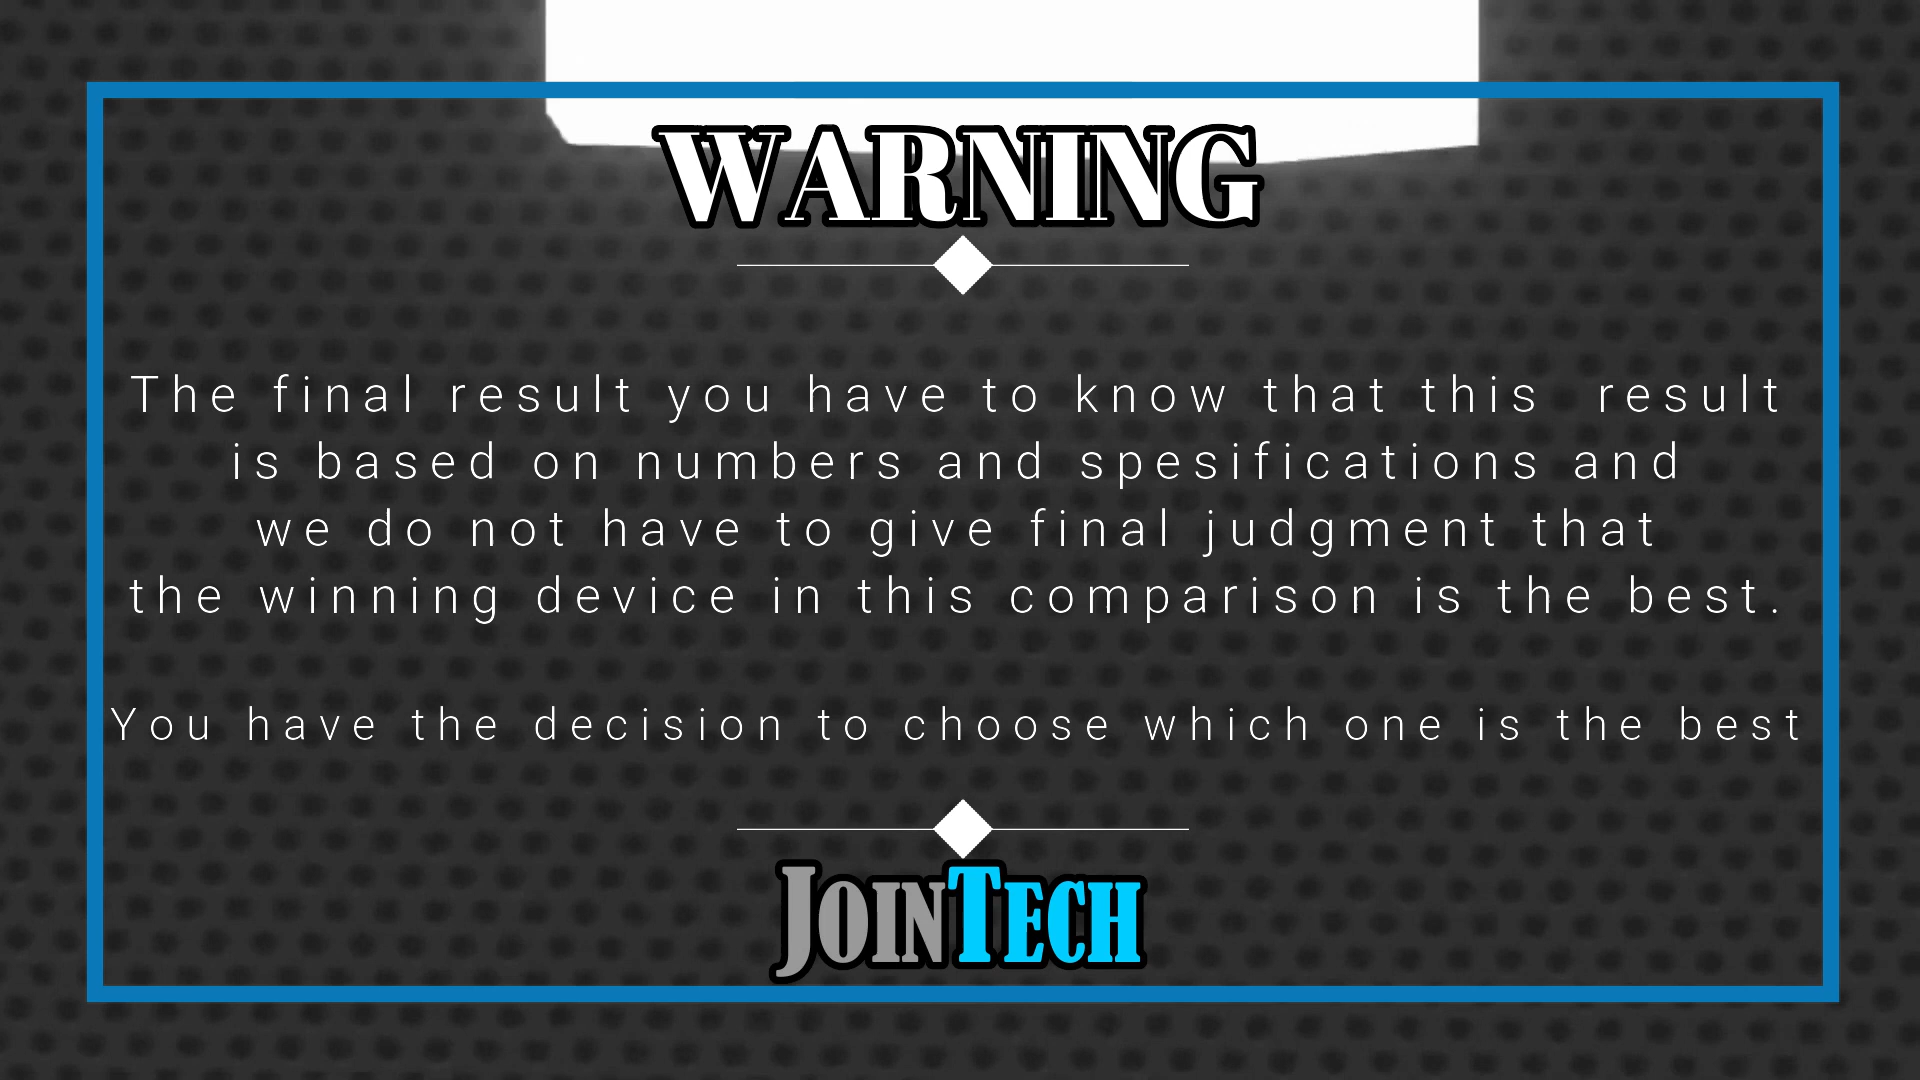 WARNING
The final result you have to know that this result
is based on numbers and spesifications and
we do not have to give final judgment that
the winning device in this comparison is the best.
You have the decision to choose which one is the best
JOINTECH